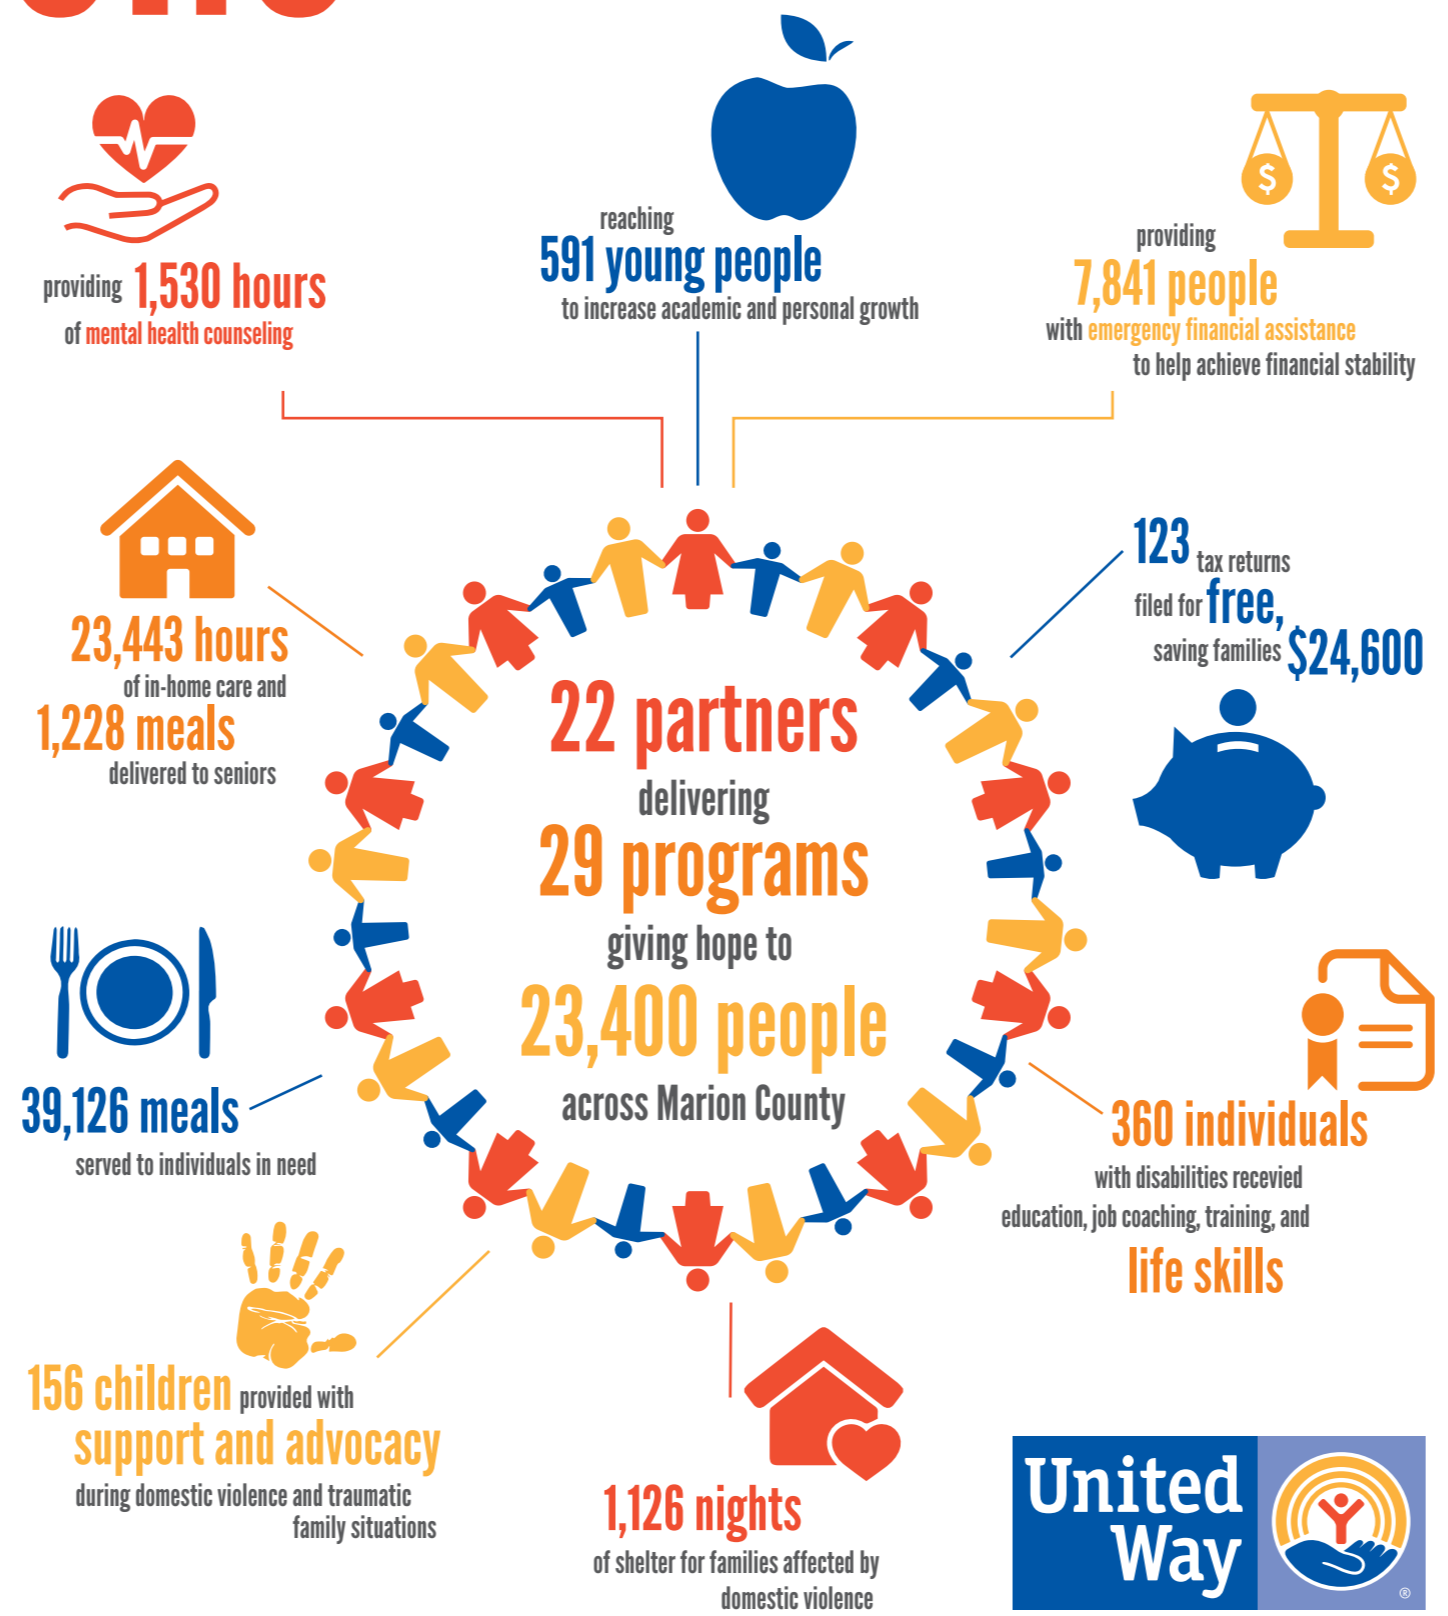 providing 1,530 hours
of mental health counseling
reaching
591 young people
to increase academic and personal growth
providing
7,841 people
with emergency financial assistance
to help achieve financial stability
23,443 hours
of in-home care and
1,228 meals
delivered to seniors
123 tax returns
filed for free,
saving families $24,600
22 partners
delivering
29 programs
giving hope to
23,400 people
across Marion County
39,126 meals
served to individuals in need
360 individuals
with disabilities recevied
education, job coaching, training, and
life skills
156 children provided with
support and advocacy
during domestic violence and traumatic
family situations
1,126 nights
of shelter for families affected by
domestic violence
United
Way
®
$ $